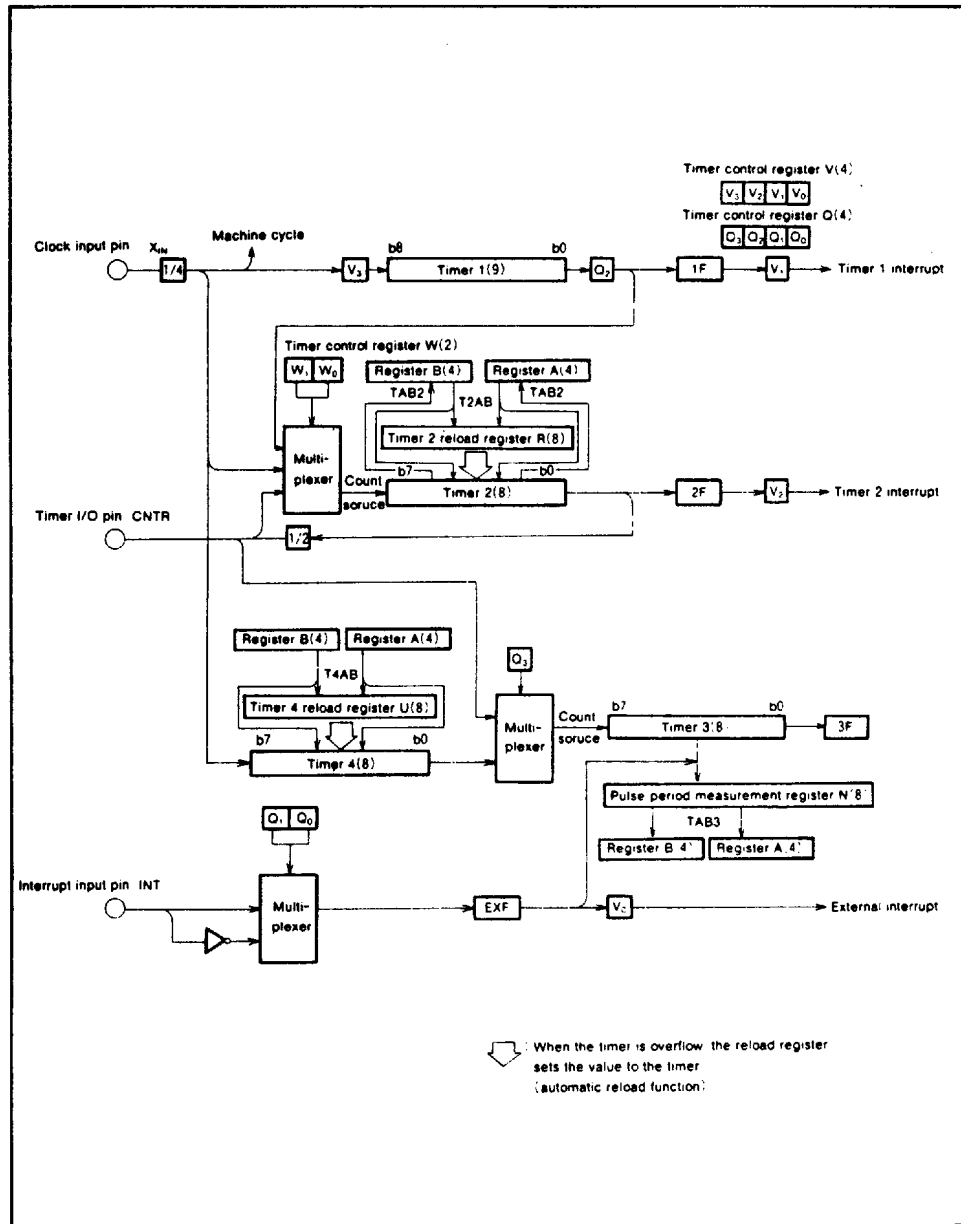 Timer control register V(4)
V₃ V₂ V₁ V₀
Timer control register Q(4)
Q₃ Q₂ Q₁ Q₀
Clock input pin
X_IN
Machine cycle
1/4
V₃
b8
b0
Timer 1(9)
Q₂
1F
V₁
Timer 1 interrupt
Timer control register W(2)
W₁ W₀
Register B(4)
Register A(4)
TAB2
T2AB
TAB2
Timer 2 reload register R(8)
Multi-
plexer
b7
b0
Count
soruce
Timer 2(8)
2F
V₂
Timer 2 interrupt
Timer I/O pin CNTR
1/2
Register B(4)
Register A(4)
T4AB
Timer 4 reload register U(8)
b7
b0
Timer 4(8)
Q₃
Multi-
plexer
Count
soruce
b7
b0
Timer 3(8
3F
Pulse period measurement register N(8)
TAB3
Register B(4)
Register A(4)
Q₁ Q₀
Interrupt input pin INT
Multi-
plexer
EXF
V₀
External interrupt
: When the timer is overflow the reload register
sets the value to the timer
(automatic reload function)